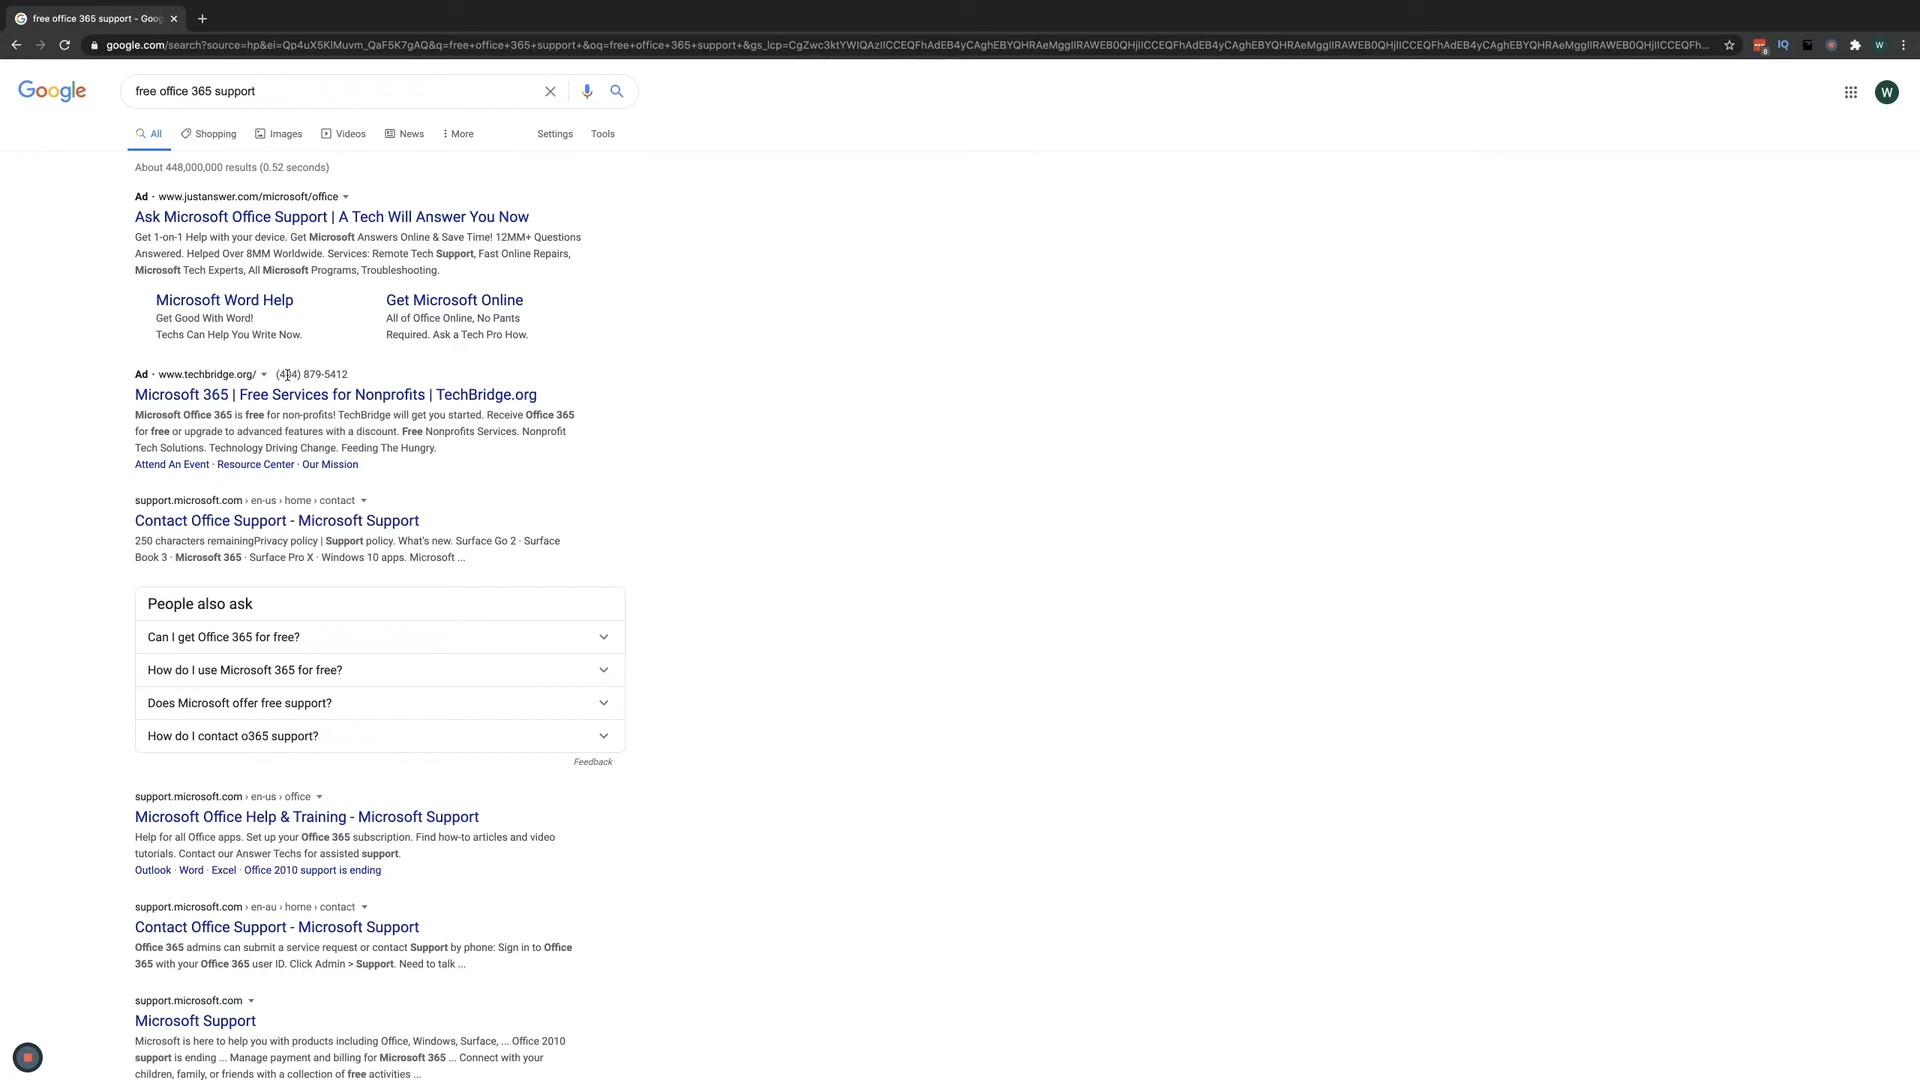 free office 365 support - Goog
google.com/search?source=hp&ei=Qp4uX5KIMuvm_QaF5K7gAQ&q=free+office+365+support+&oq=free+office+365+support+&gs_lcp=CgZwc3ktYWIQAzIICCEQFhAdEB4yCAghEBYQHRAeMggIIRAWEB0QHjIICCEQFhAdEB4yCAghEBYQHRAeMggIIRAWEB0QHjIICCEQFh...
8
IQ
W
Google
free office 365 support
W
All
Shopping
Images
Videos
News
More
Settings
Tools
About 448,000,000 results (0.52 seconds)
Ad · www.justanswer.com/microsoft/office
Ask Microsoft Office Support | A Tech Will Answer You Now
Get 1-on-1 Help with your device. Get Microsoft Answers Online & Save Time! 12MM+ Questions
Answered. Helped Over 8MM Worldwide. Services: Remote Tech Support, Fast Online Repairs,
Microsoft Tech Experts, All Microsoft Programs, Troubleshooting.
Microsoft Word Help
Get Good With Word!
Techs Can Help You Write Now.
Get Microsoft Online
All of Office Online, No Pants
Required. Ask a Tech Pro How.
Ad · www.techbridge.org/ 879-5412
Microsoft 365 | Free Services for Nonprofits | TechBridge.org
Microsoft Office 365 is free for non-profits! TechBridge will get you started. Receive Office 365
for free or upgrade to advanced features with a discount. Free Nonprofits Services. Nonprofit
Tech Solutions. Technology Driving Change. Feeding The Hungry.
Attend An Event · Resource Center · Our Mission
support.microsoft.com › en-us › home › contact
Contact Office Support - Microsoft Support
250 characters remainingPrivacy policy | Support policy. What's new. Surface Go 2 · Surface
Book 3 · Microsoft 365 · Surface Pro X · Windows 10 apps. Microsoft ...
People also ask
Can I get Office 365 for free?
How do I use Microsoft 365 for free?
Does Microsoft offer free support?
How do I contact o365 support?
Feedback
support.microsoft.com › en-us › office
Microsoft Office Help & Training - Microsoft Support
Help for all Office apps. Set up your Office 365 subscription. Find how-to articles and video
tutorials. Contact our Answer Techs for assisted support.
Outlook · Word · Excel · Office 2010 support is ending
support.microsoft.com › en-au › home › contact
Contact Office Support - Microsoft Support
Office 365 admins can submit a service request or contact Support by phone: Sign in to Office
365 with your Office 365 user ID. Click Admin > Support. Need to talk ...
support.microsoft.com
Microsoft Support
Microsoft is here to help you with products including Office, Windows, Surface, ... Office 2010
support is ending ... Manage payment and billing for Microsoft 365 ... Connect with your
children, family, or friends with a collection of free activities ...